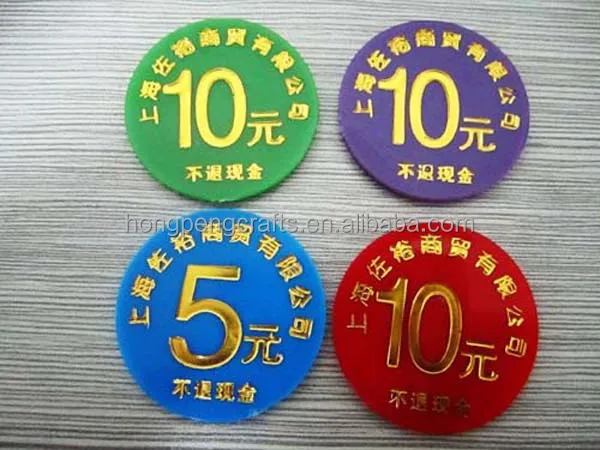 上海佐裕商贸有限公司
10元
不退现金
上海佐裕商贸有限公司
10元
不退现金
hongpengcrafts.en.alibaba.com
上海佐裕商贸有限公司
5元
不退现金
上海佐裕商贸有限公司
10元
不退现金